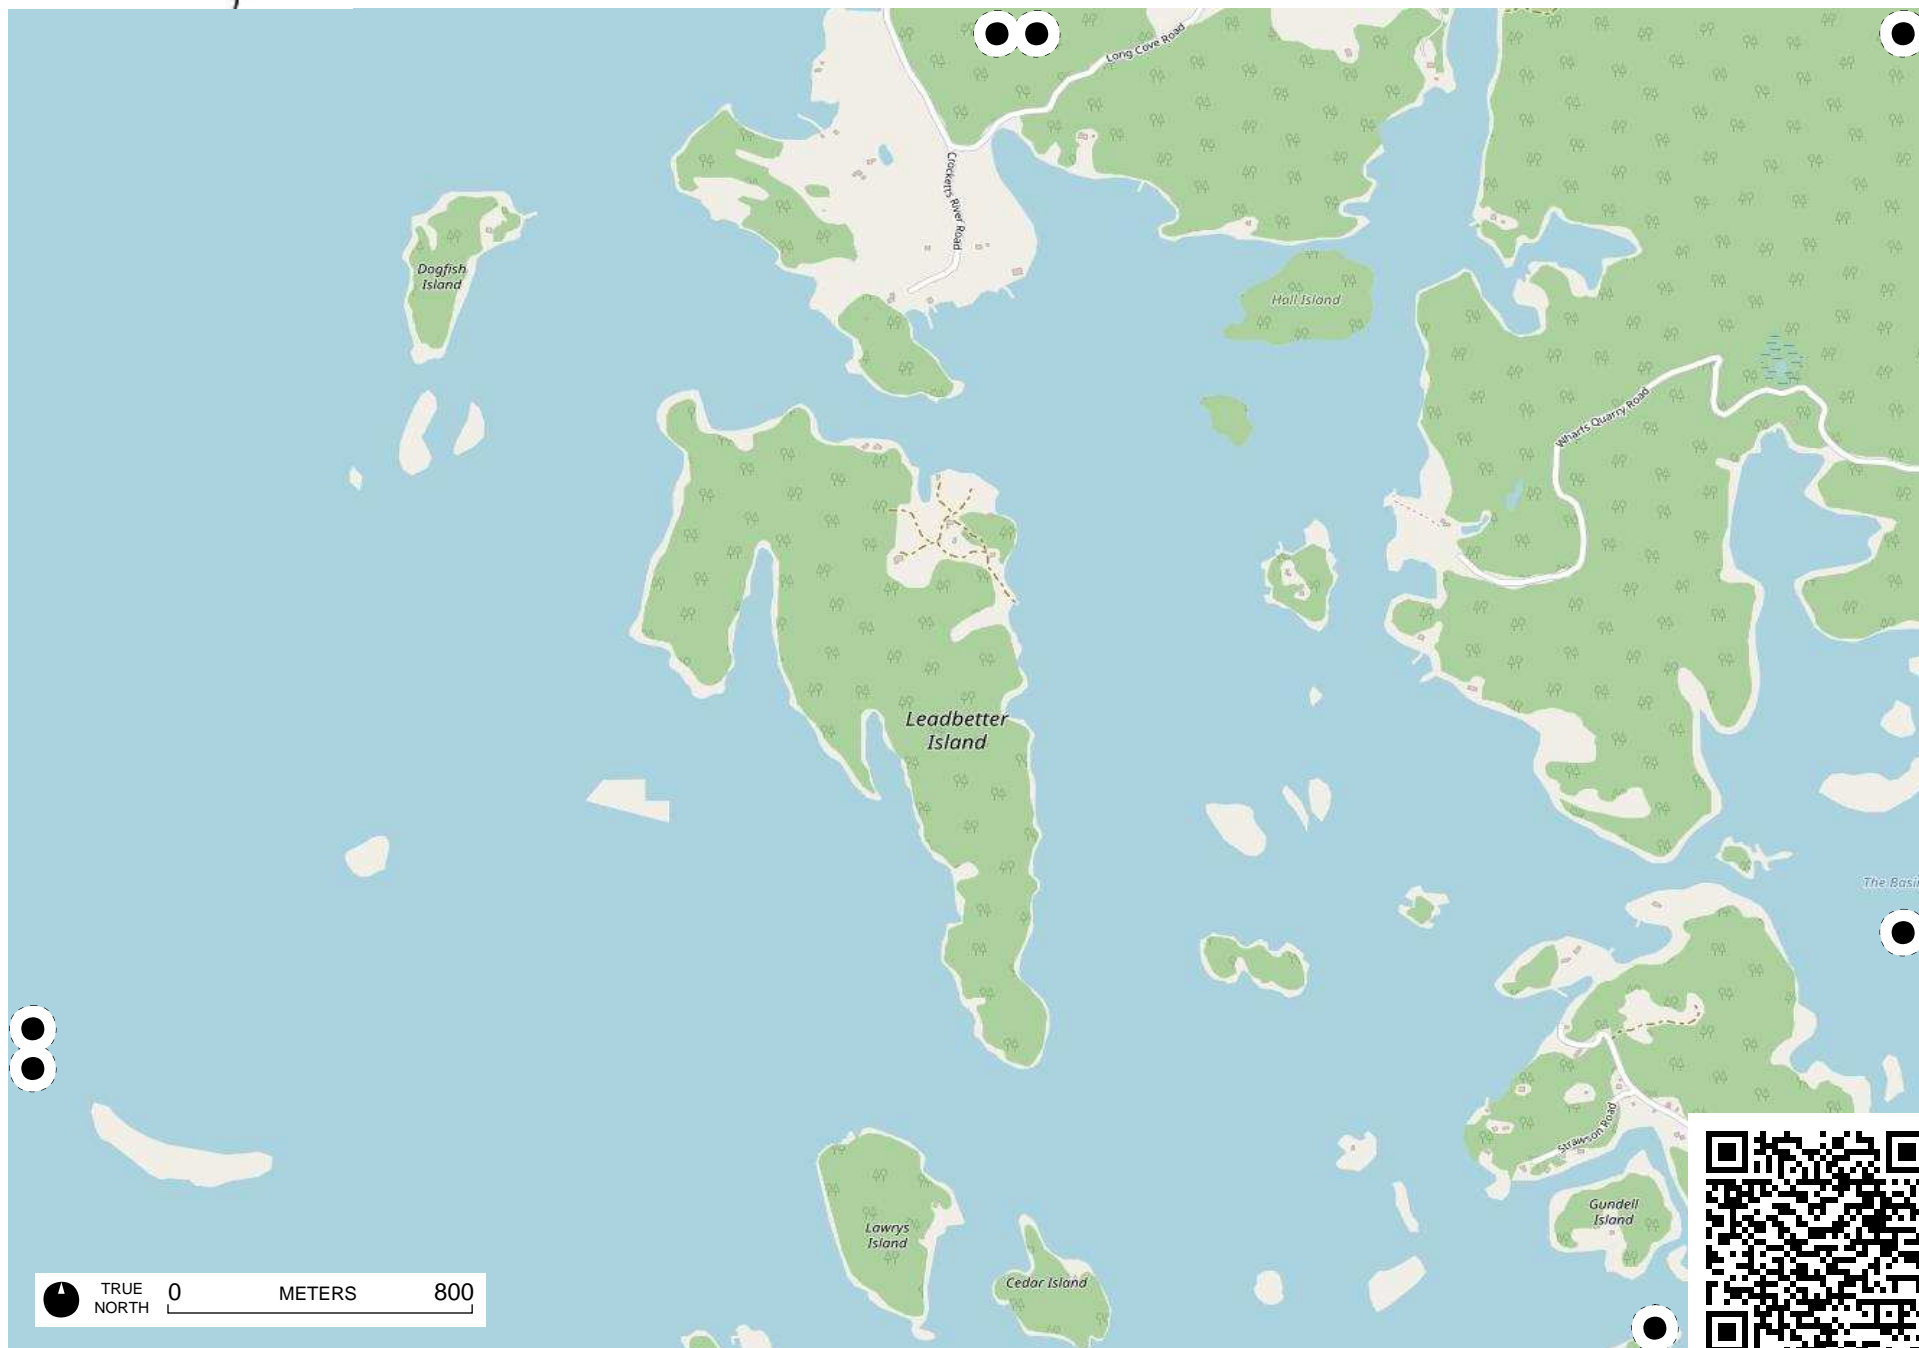 Long Cove Road
Crocketts River Road
Dogfish
Island
Hall Island
Wharfs Quarry Road
Leadbetter
Island
The Basin
Strawson Road
Gundell
Island
Lawrys
Island
Cedar Island
TRUE
NORTH
0
METERS
800